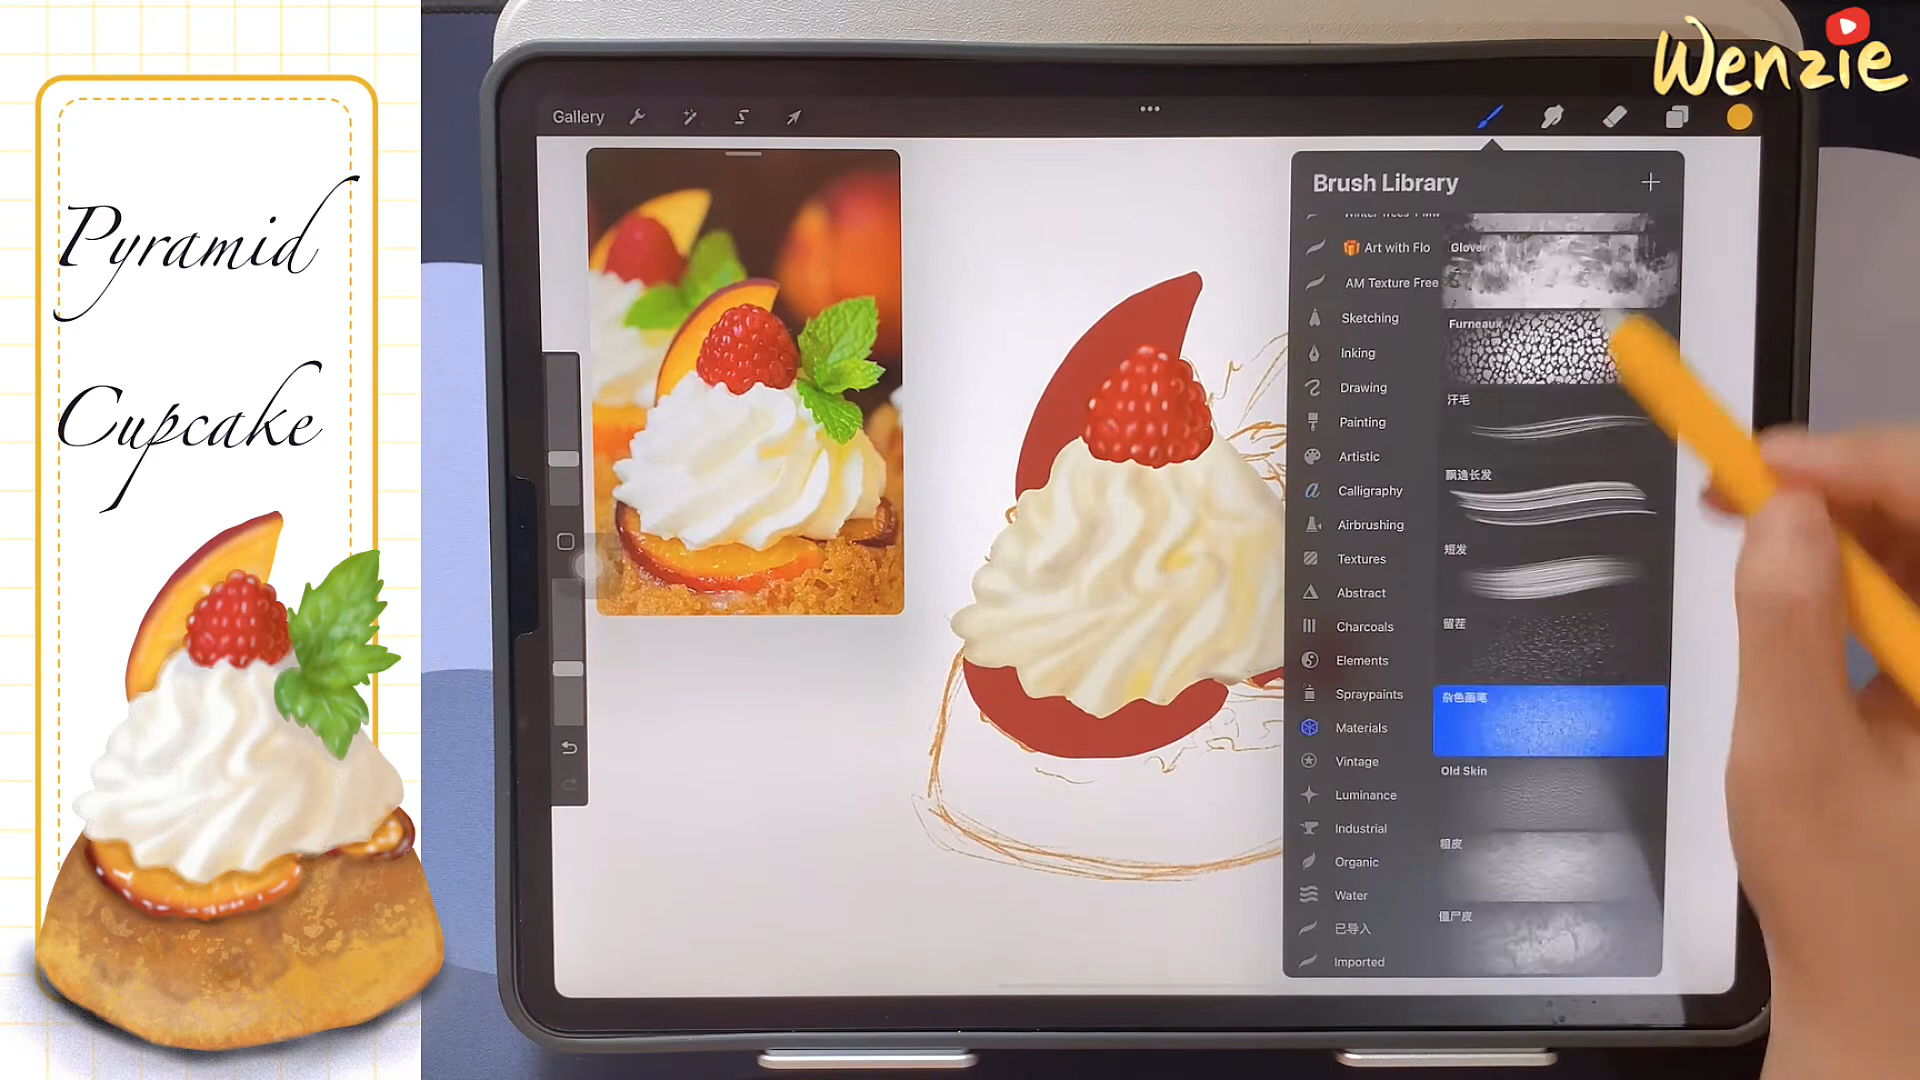 Pyramid
Cupcake
Wenzie
Gallery
Brush Library
Art with Flo
AM Texture Free
Sketching
Inking
Drawing
Painting
Artistic
Calligraphy
Airbrushing
Textures
Abstract
Charcoals
Elements
Spraypaints
Materials
Vintage
Luminance
Industrial
Organic
Water
已导入
Imported
Glover
Furneaux
汗毛
飘逸长发
短发
留茬
杂色画笔
Old Skin
粗皮
僵尸皮